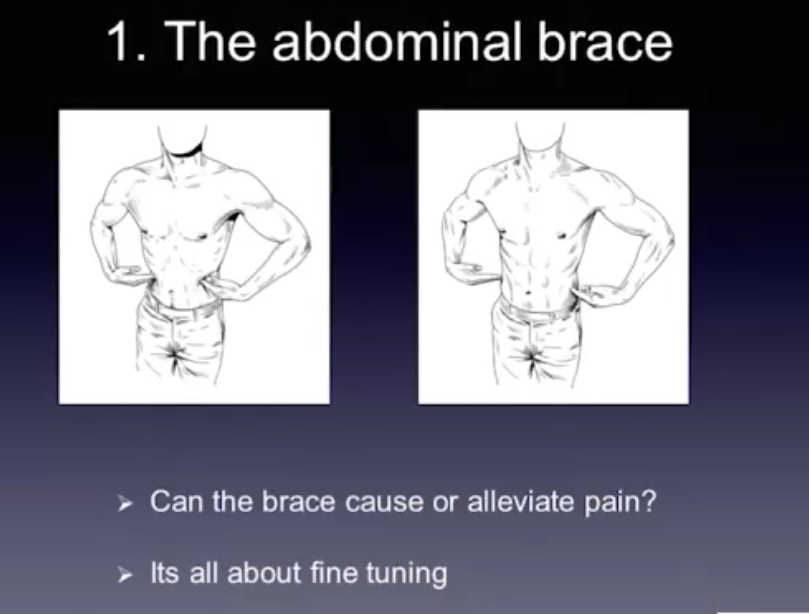 1. The abdominal brace
Can the brace cause or alleviate pain?
Its all about fine tuning